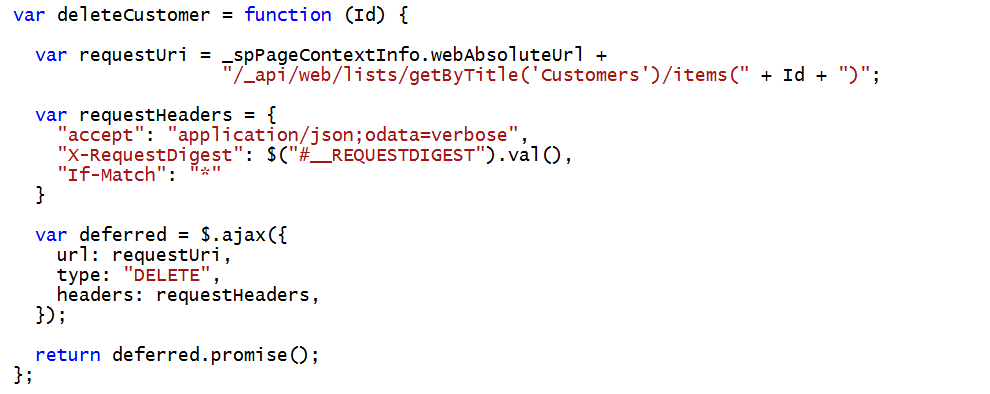 var deleteCustomer = function (Id) {
var requestUri = _spPageContextInfo.webAbsoluteUrl +
"/_api/web/lists/getByTitle('Customers')/items(" + Id + ")";
var requestHeaders = {
"accept": "application/json;odata=verbose",
"X-RequestDigest": $("#__REQUESTDIGEST").val(),
"If-Match": "*"
}
var deferred = $.ajax({
url: requestUri,
type: "DELETE",
headers: requestHeaders,
});
return deferred.promise();
};